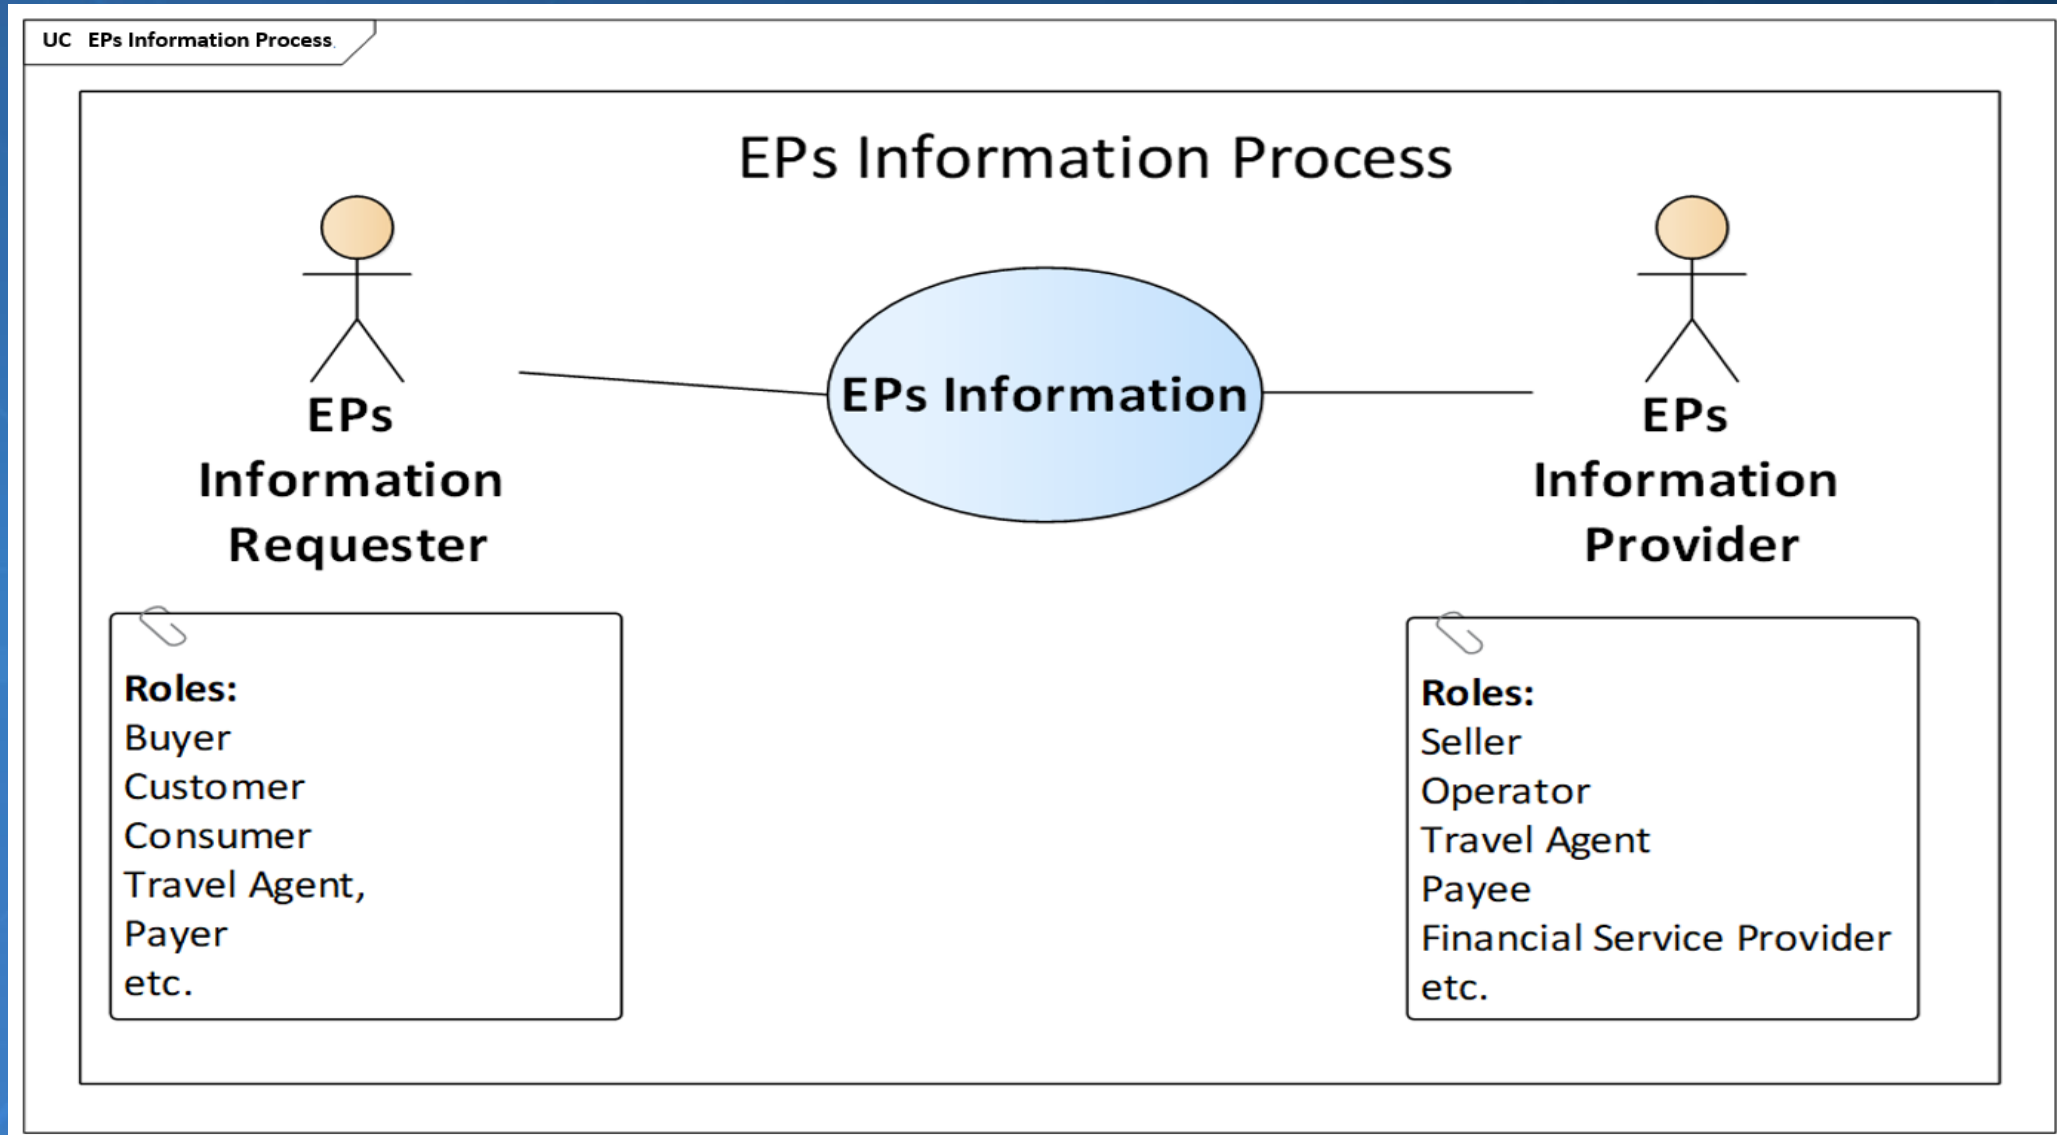 UC EPs Information Process
EPs Information Process
EPs
Information
Requester
EPs Information
EPs
Information
Provider
Roles:
Buyer
Customer
Consumer
Travel Agent,
Payer
etc.
Roles:
Seller
Operator
Travel Agent
Payee
Financial Service Provider
etc.